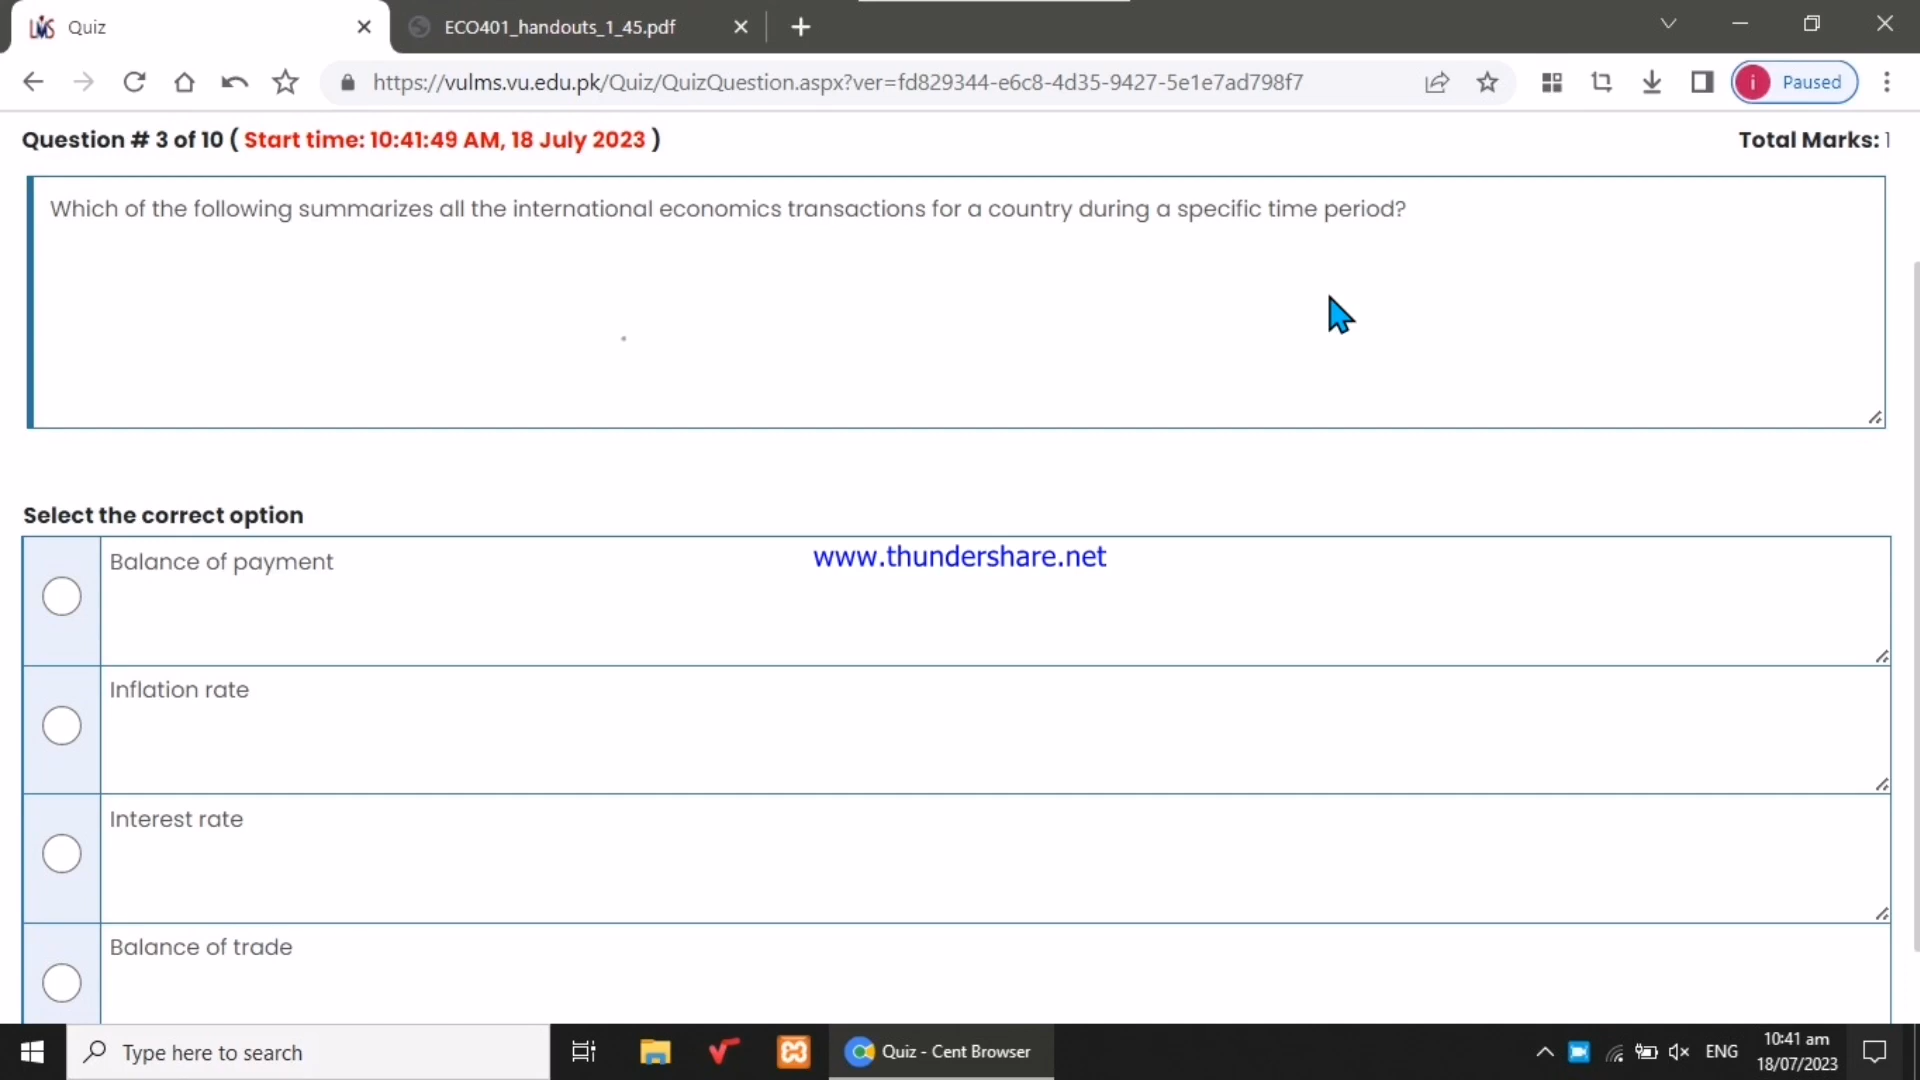 Quiz
ECO401_handouts_1_45.pdf
https://vulms.vu.edu.pk/Quiz/QuizQuestion.aspx?ver=fd829344-e6c8-4d35-9427-5e1e7ad798f7
i Paused
Question # 3 of 10 ( Start time: 10:41:49 AM, 18 July 2023 )
Total Marks: 1
Which of the following summarizes all the international economics transactions for a country during a specific time period?
Select the correct option
Balance of payment
www.thundershare.net
Inflation rate
Interest rate
Balance of trade
Type here to search
Quiz - Cent Browser
ENG
10:41 am
18/07/2023